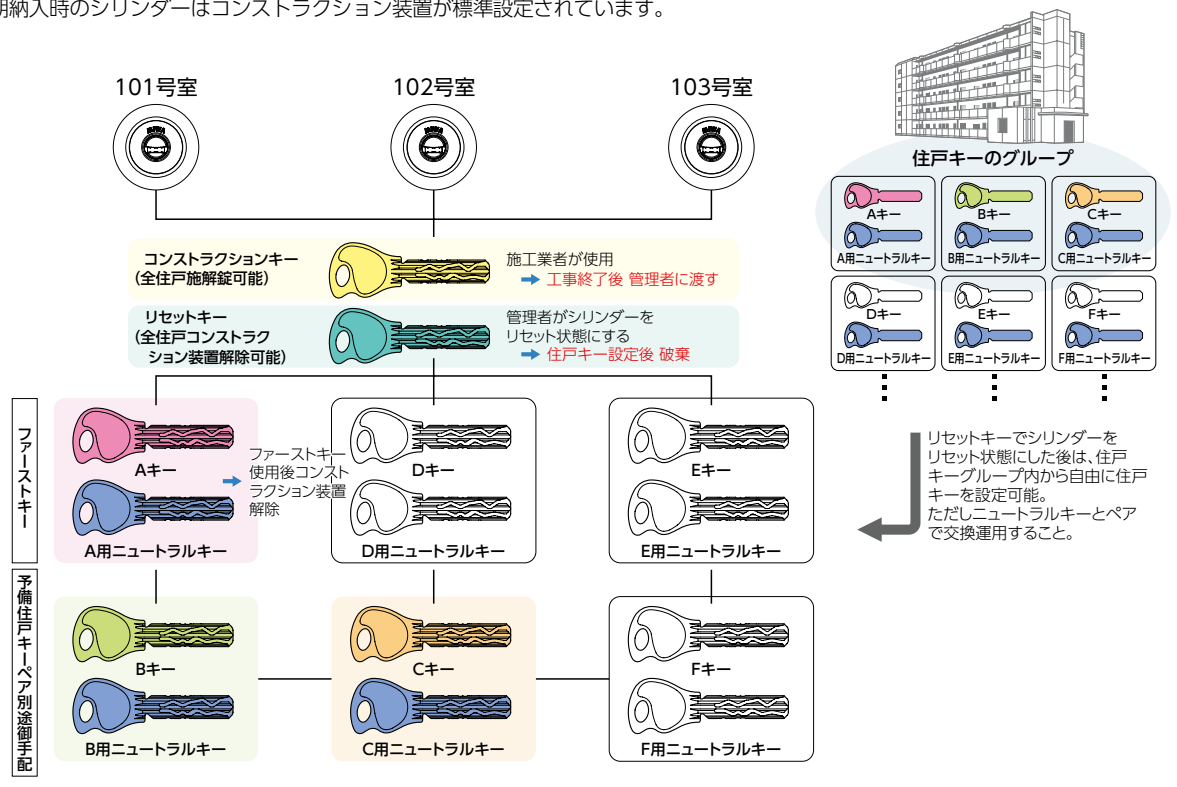 期納入時のシリンダーはコンストラクション装置が標準設定されています。
101号室
102号室
103号室
コンストラクションキー
(全住戸施解錠可能)
施工業者が使用
➡ 工事終了後 管理者に渡す
リセットキー
(全住戸コンストラク
ション装置解除可能)
管理者がシリンダーを
リセット状態にする
➡ 住戸キー設定後 破棄
ファーストキー
Aキー
A用ニュートラルキー
➡
ファーストキー
使用後コンスト
ラクション装置
解除
Dキー
D用ニュートラルキー
Eキー
E用ニュートラルキー
予備住戸キーペア別途御手配
Bキー
B用ニュートラルキー
Cキー
C用ニュートラルキー
Fキー
F用ニュートラルキー
住戸キーのグループ
Aキー
A用ニュートラルキー
Bキー
B用ニュートラルキー
Cキー
C用ニュートラルキー
Dキー
D用ニュートラルキー
Eキー
E用ニュートラルキー
Fキー
F用ニュートラルキー
リセットキーでシリンダーを
リセット状態にした後は、住戸
キーグループ内から自由に住戸
キーを設定可能。
ただしニュートラルキーとペア
で交換運用すること。